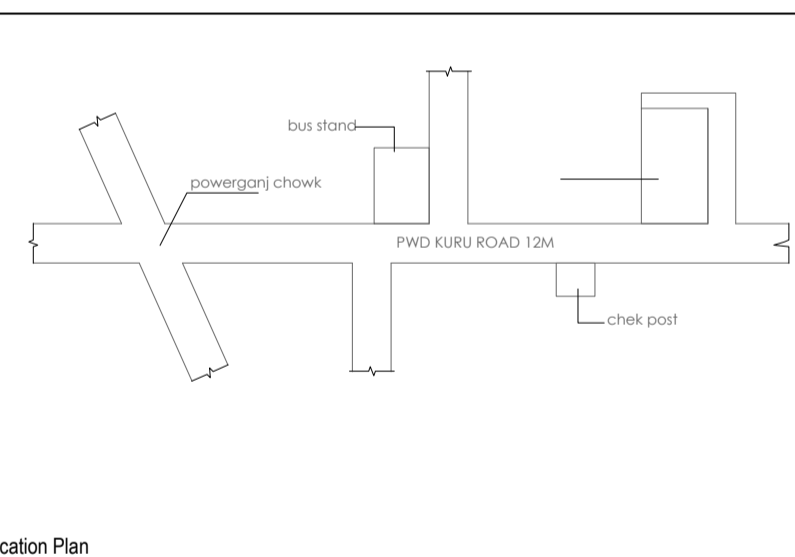 bus stand
powerganj chowk
PWD KURU ROAD 12M
chek post
cation Plan